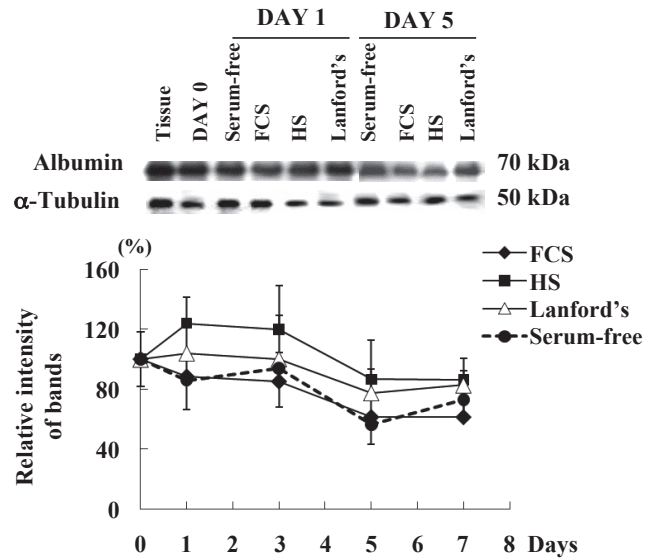 DAY 1 DAY 5
Tissue DAY 0 Serum-free FCS HS Lanford's Serum-free FCS HS Lanford's
Albumin 70 kDa
α-Tubulin 50 kDa
(%)
FCS
HS
Lanford's
Serum-free
160
120
80
40
0
Relative intensity
of bands
0 1 2 3 4 5 6 7 8 Days